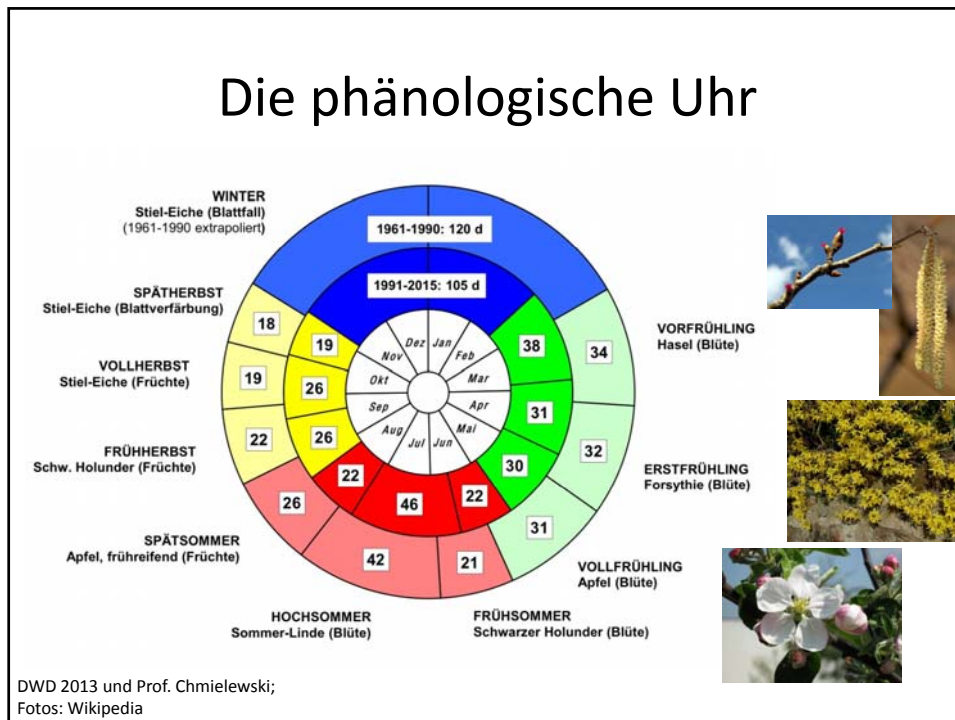 Die phänologische Uhr
WINTER
Stiel-Eiche (Blattfall)
(1961-1990 extrapoliert)
1961-1990: 120 d
1991-2015: 105 d
SPÄTHERBST
Stiel-Eiche (Blattverfärbung)
18
19
VOLLHERBST
Stiel-Eiche (Früchte)
19
26
FRÜHHERBST
Schw. Holunder (Früchte)
22
26
SPÄTSOMMER
Apfel, frühreifend (Früchte)
26
22
HOCHSOMMER
Sommer-Linde (Blüte)
42
46
FRÜHSOMMER
Schwarzer Holunder (Blüte)
21
22
VOLLFRÜHLING
Apfel (Blüte)
31
30
ERSTFRÜHLING
Forsythie (Blüte)
32
31
VORFRÜHLING
Hasel (Blüte)
34
38
Jan
Feb
Mar
Apr
Mai
Jun
Jul
Aug
Sep
Okt
Nov
Dez
DWD 2013 und Prof. Chmielewski;
Fotos: Wikipedia